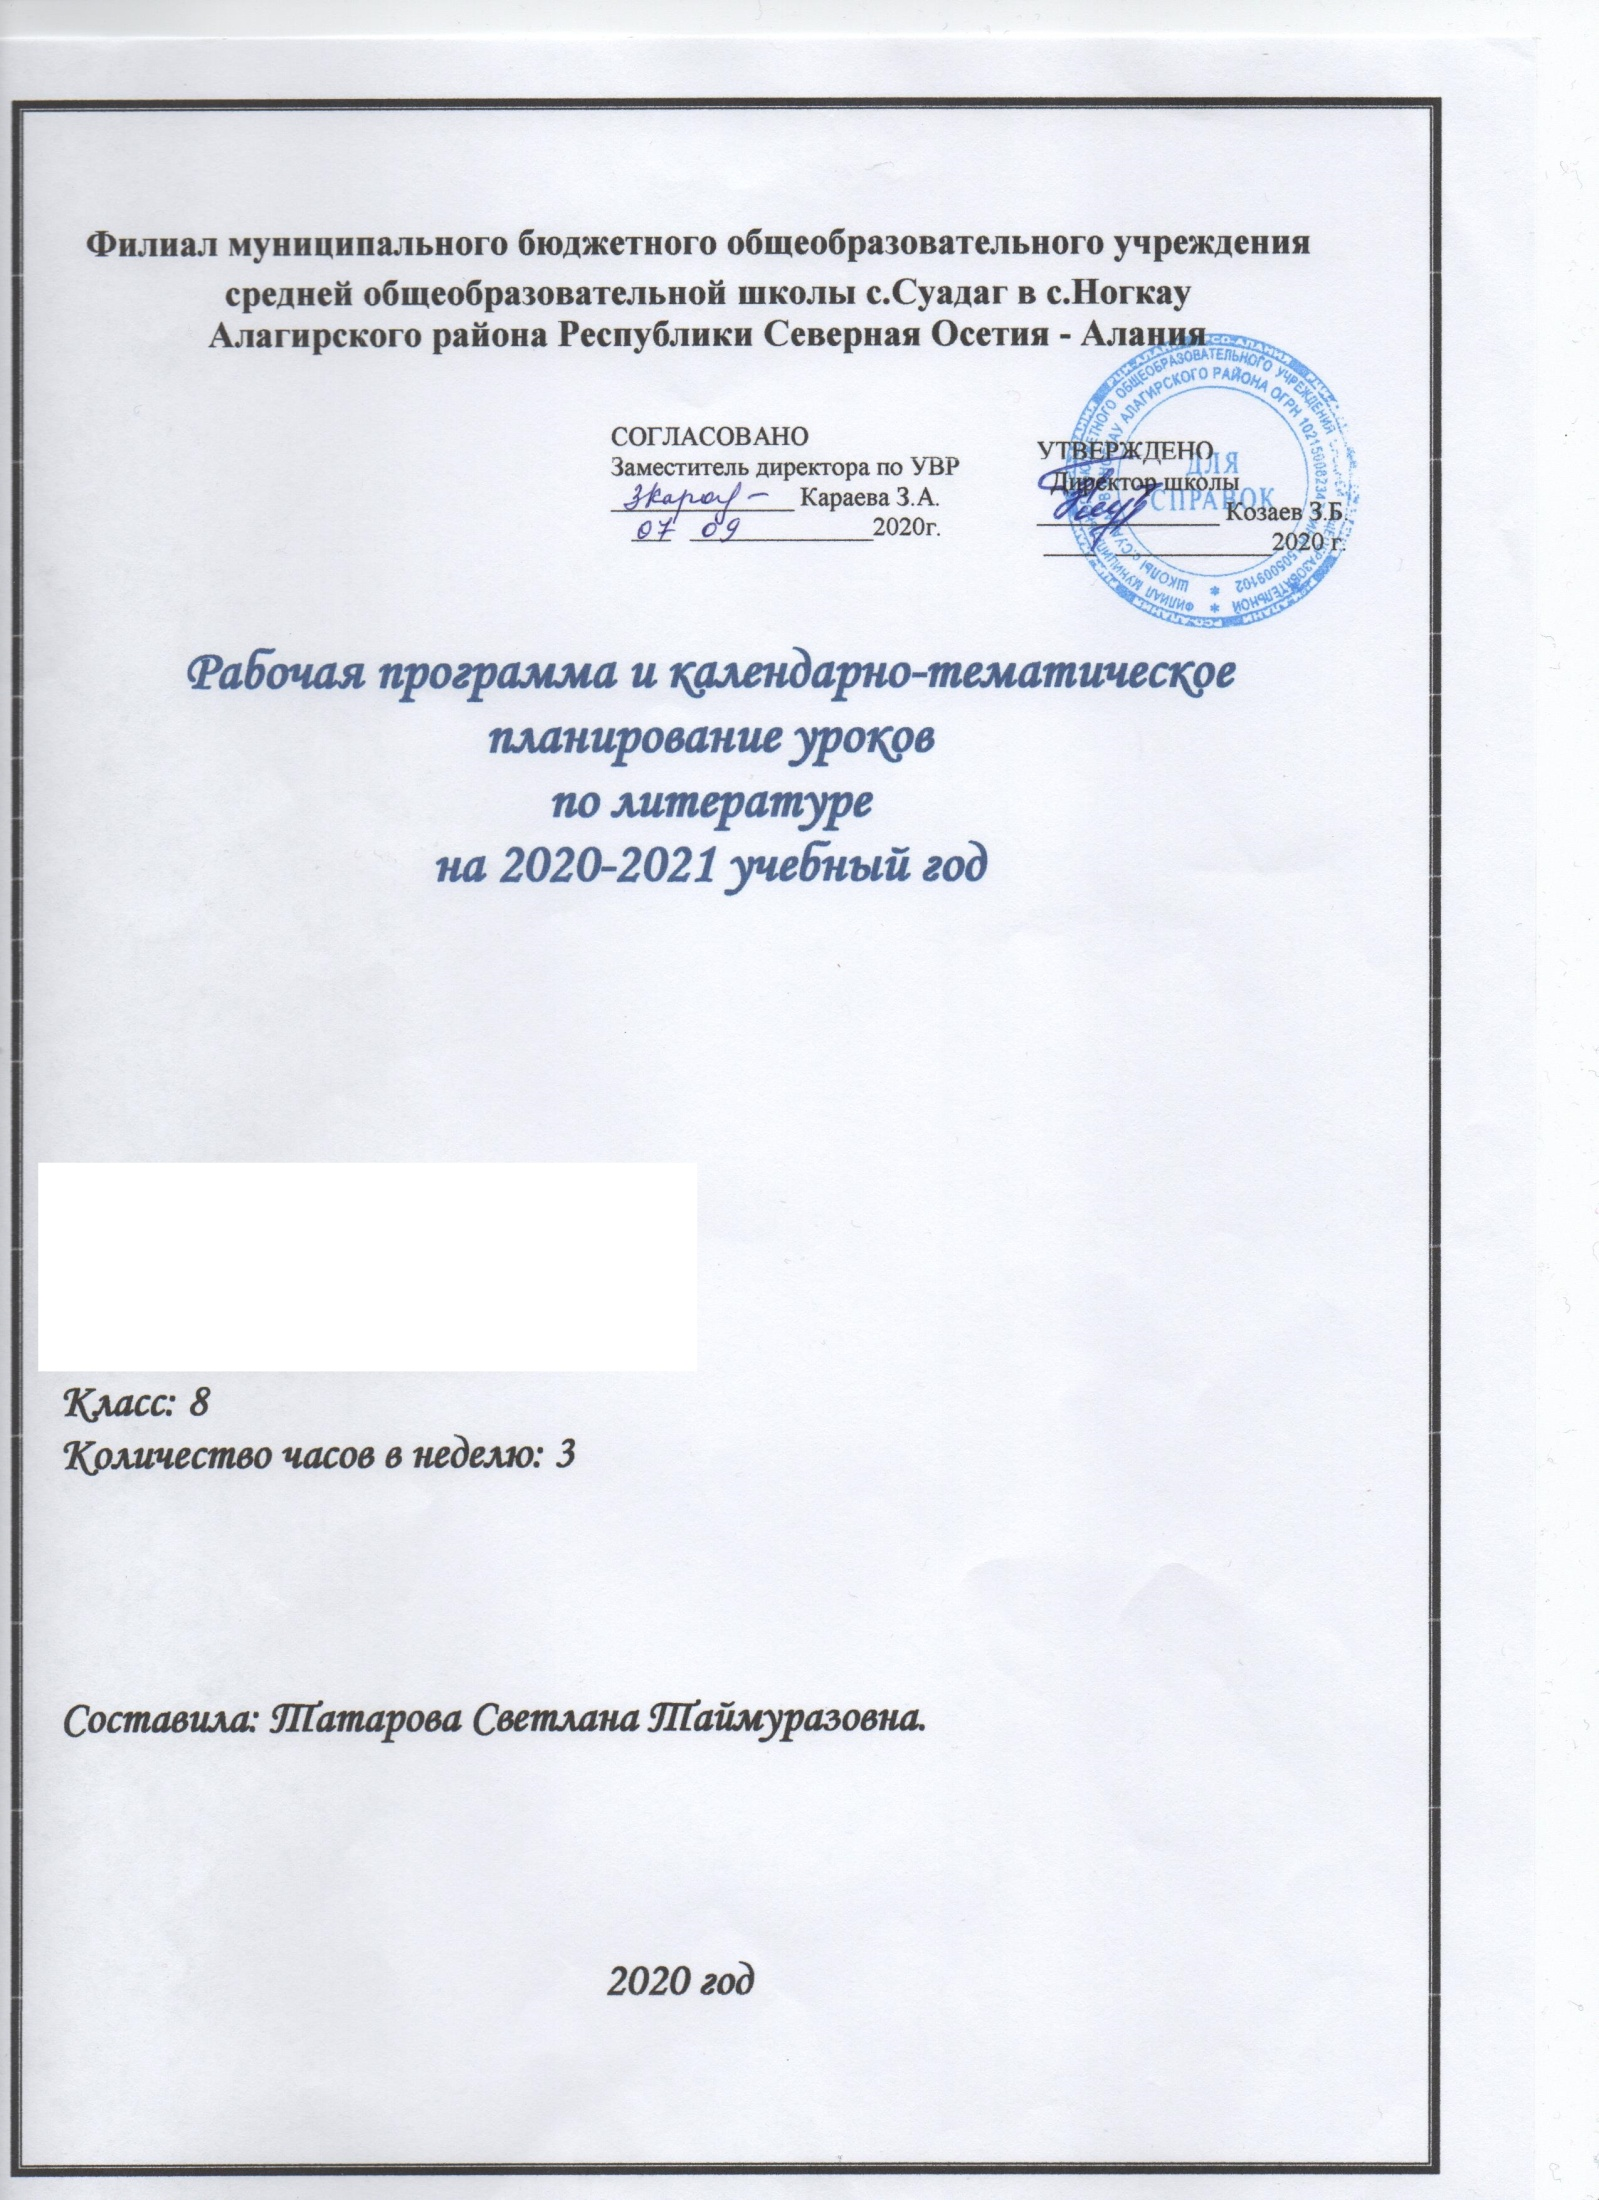 Филиал муниципального бюджетного общеобразовательного учреждения
средней общеобразовательной школы с.Суадаг в с.Ногкау
Алагирского района Республики Северная Осетия - Алания
СОГЛАСОВАНО
Заместитель директора по УВР
Караева З.А.
07 09 2020г.
УТВЕРЖДЕНО
Директор школы
Козаев З.Б.
2020 г.
ДЛЯ
СПРАВОК
Рабочая программа и календарно-тематическое
планирование уроков
по литературе
на 2020-2021 учебный год
Класс: 8
Количество часов в неделю: 3
Составила: Татарова Светлана Таймуразовна.
2020 год